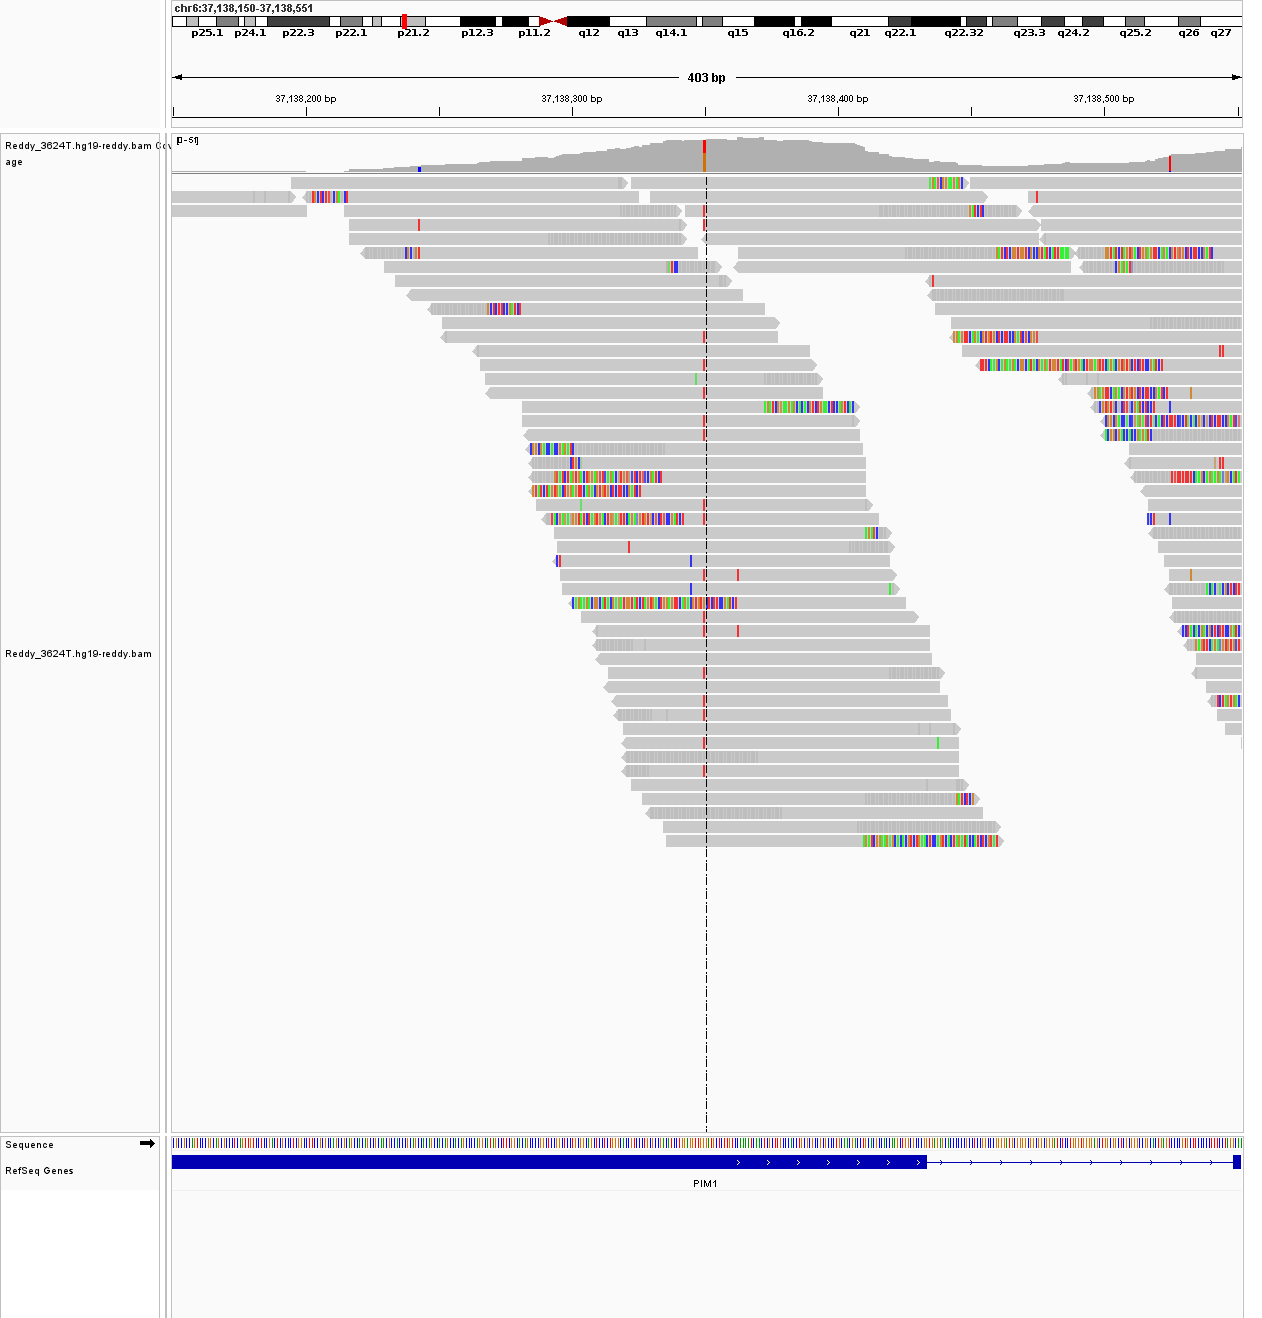 chr6:37,138,150-37,138,551
p25.1 p24.1 p22.3 p22.1 p21.2 p12.3 p11.2 q12 q13 q14.1 q15 q16.2 q21 q22.1 q22.32 q23.3 q24.2 q25.2 q26 q27
403 bp
37,138,200 bp 37,138,300 bp 37,138,400 bp 37,138,500 bp
[0-51]
Reddy_3624T.hg19-reddy.bam Cov
age
Reddy_3624T.hg19-reddy.bam
Sequence
RefSeq Genes
PIM1